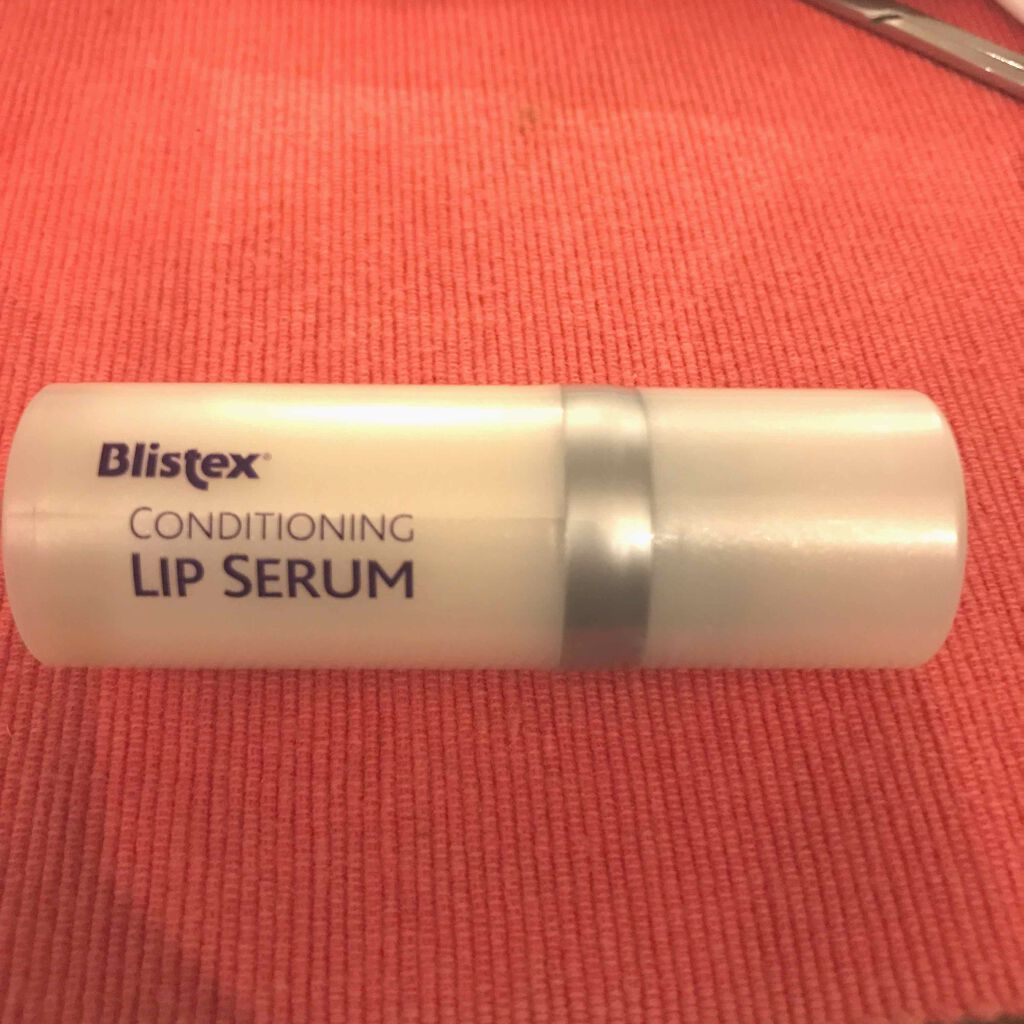 Blistex®
CONDITIONING
LIP SERUM